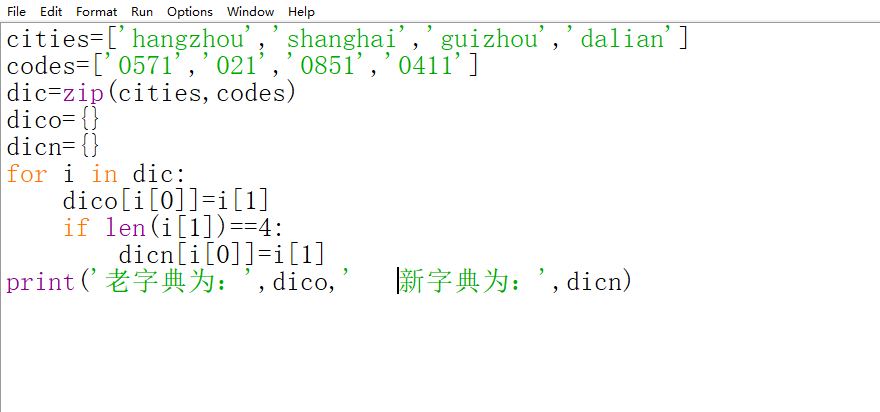 File Edit Format Run Options Window Help
cities=['hangzhou','shanghai','guizhou','dalian']
codes=['0571','021','0851','0411']
dic=zip(cities,codes)
dico={}
dicn={}
for i in dic:
    dico[i[0]]=i[1]
    if len(i[1])==4:
        dicn[i[0]]=i[1]
print('老字典为：',dico,'   新字典为：',dicn)